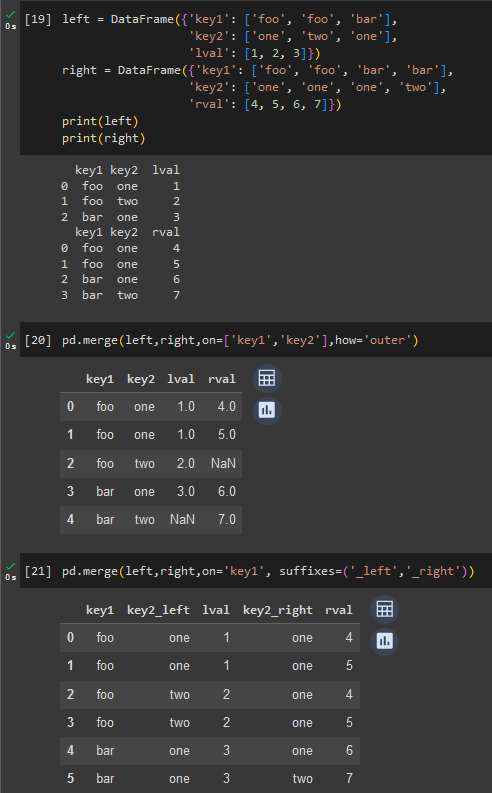 [19] left = DataFrame({'key1': ['foo', 'foo', 'bar'],
'key2': ['one', 'two', 'one'],
'lval': [1, 2, 3]})
right = DataFrame({'key1': ['foo', 'foo', 'bar', 'bar'],
'key2': ['one', 'one', 'one', 'two'],
'rval': [4, 5, 6, 7]})
print(left)
print(right)
0s
key1 key2 lval
0 foo one 1
1 foo two 2
2 bar one 3
key1 key2 rval
0 foo one 4
1 foo one 5
2 bar one 6
3 bar two 7
[20] pd.merge(left,right,on=['key1','key2'],how='outer')
0s
key1 key2 lval rval
0 foo one 1.0 4.0
1 foo one 1.0 5.0
2 foo two 2.0 NaN
3 bar one 3.0 6.0
4 bar two NaN 7.0
[21] pd.merge(left,right,on='key1', suffixes=('_left','_right'))
0s
key1 key2_left lval key2_right rval
0 foo one 1 one 4
1 foo one 1 one 5
2 foo two 2 one 4
3 foo two 2 one 5
4 bar one 3 one 6
5 bar one 3 two 7